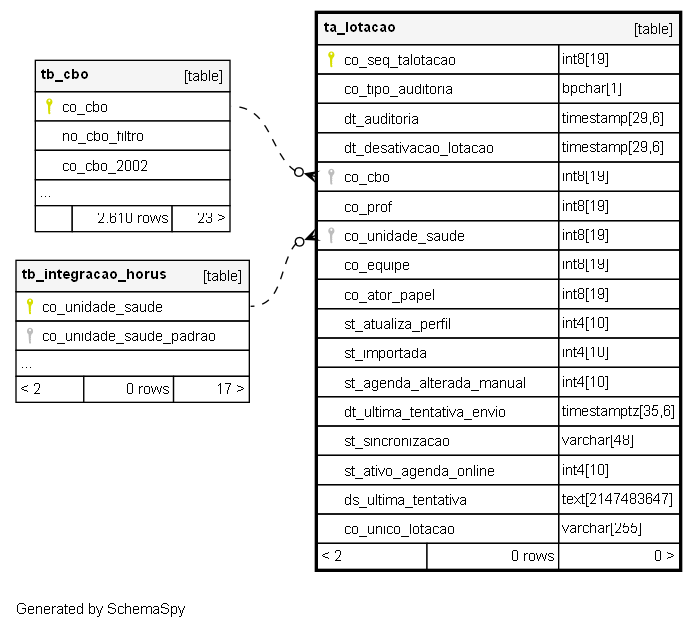 ta_lotacao [table]
co_seq_talotacao int8[19]
co_tipo_auditoria bpchar[1]
dt_auditoria timestamp[29,6]
dt_desativacao_lotacao timestamp[29,6]
co_cbo int8[19]
co_prof int8[19]
co_unidade_saude int8[19]
co_equipe int8[19]
co_ator_papel int8[19]
st_atualiza_perfil int4[10]
st_importada int4[10]
st_agenda_alterada_manual int4[10]
dt_ultima_tentativa_envio timestamptz[35,6]
st_sincronizacao varchar[48]
st_ativo_agenda_online int4[10]
ds_ultima_tentativa text[2147483647]
co_unico_lotacao varchar[255]
< 2 0 rows 0 >
tb_cbo [table]
co_cbo
no_cbo_filtro
co_cbo_2002
...
2.610 rows 23 >
tb_integracao_horus [table]
co_unidade_saude
co_unidade_saude_padrao
...
< 2 0 rows 17 >
Generated by SchemaSpy